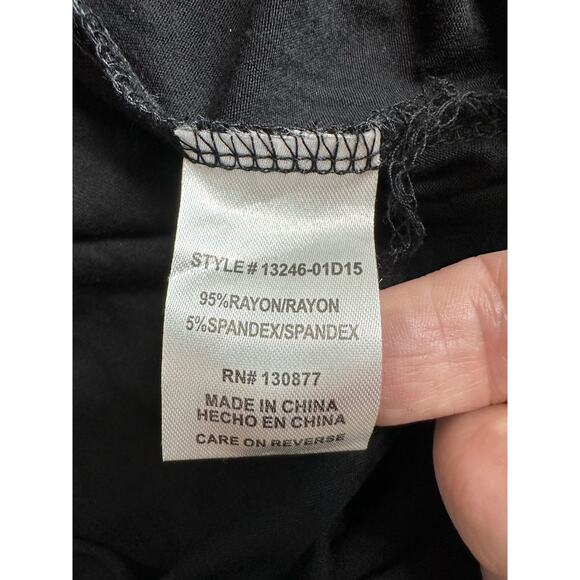 STYLE # 13246-01D15
95%RAYON/RAYON
5%SPANDEX/SPANDEX
RN# 130877
MADE IN CHINA
HECHO EN CHINA
CARE ON REVERSE